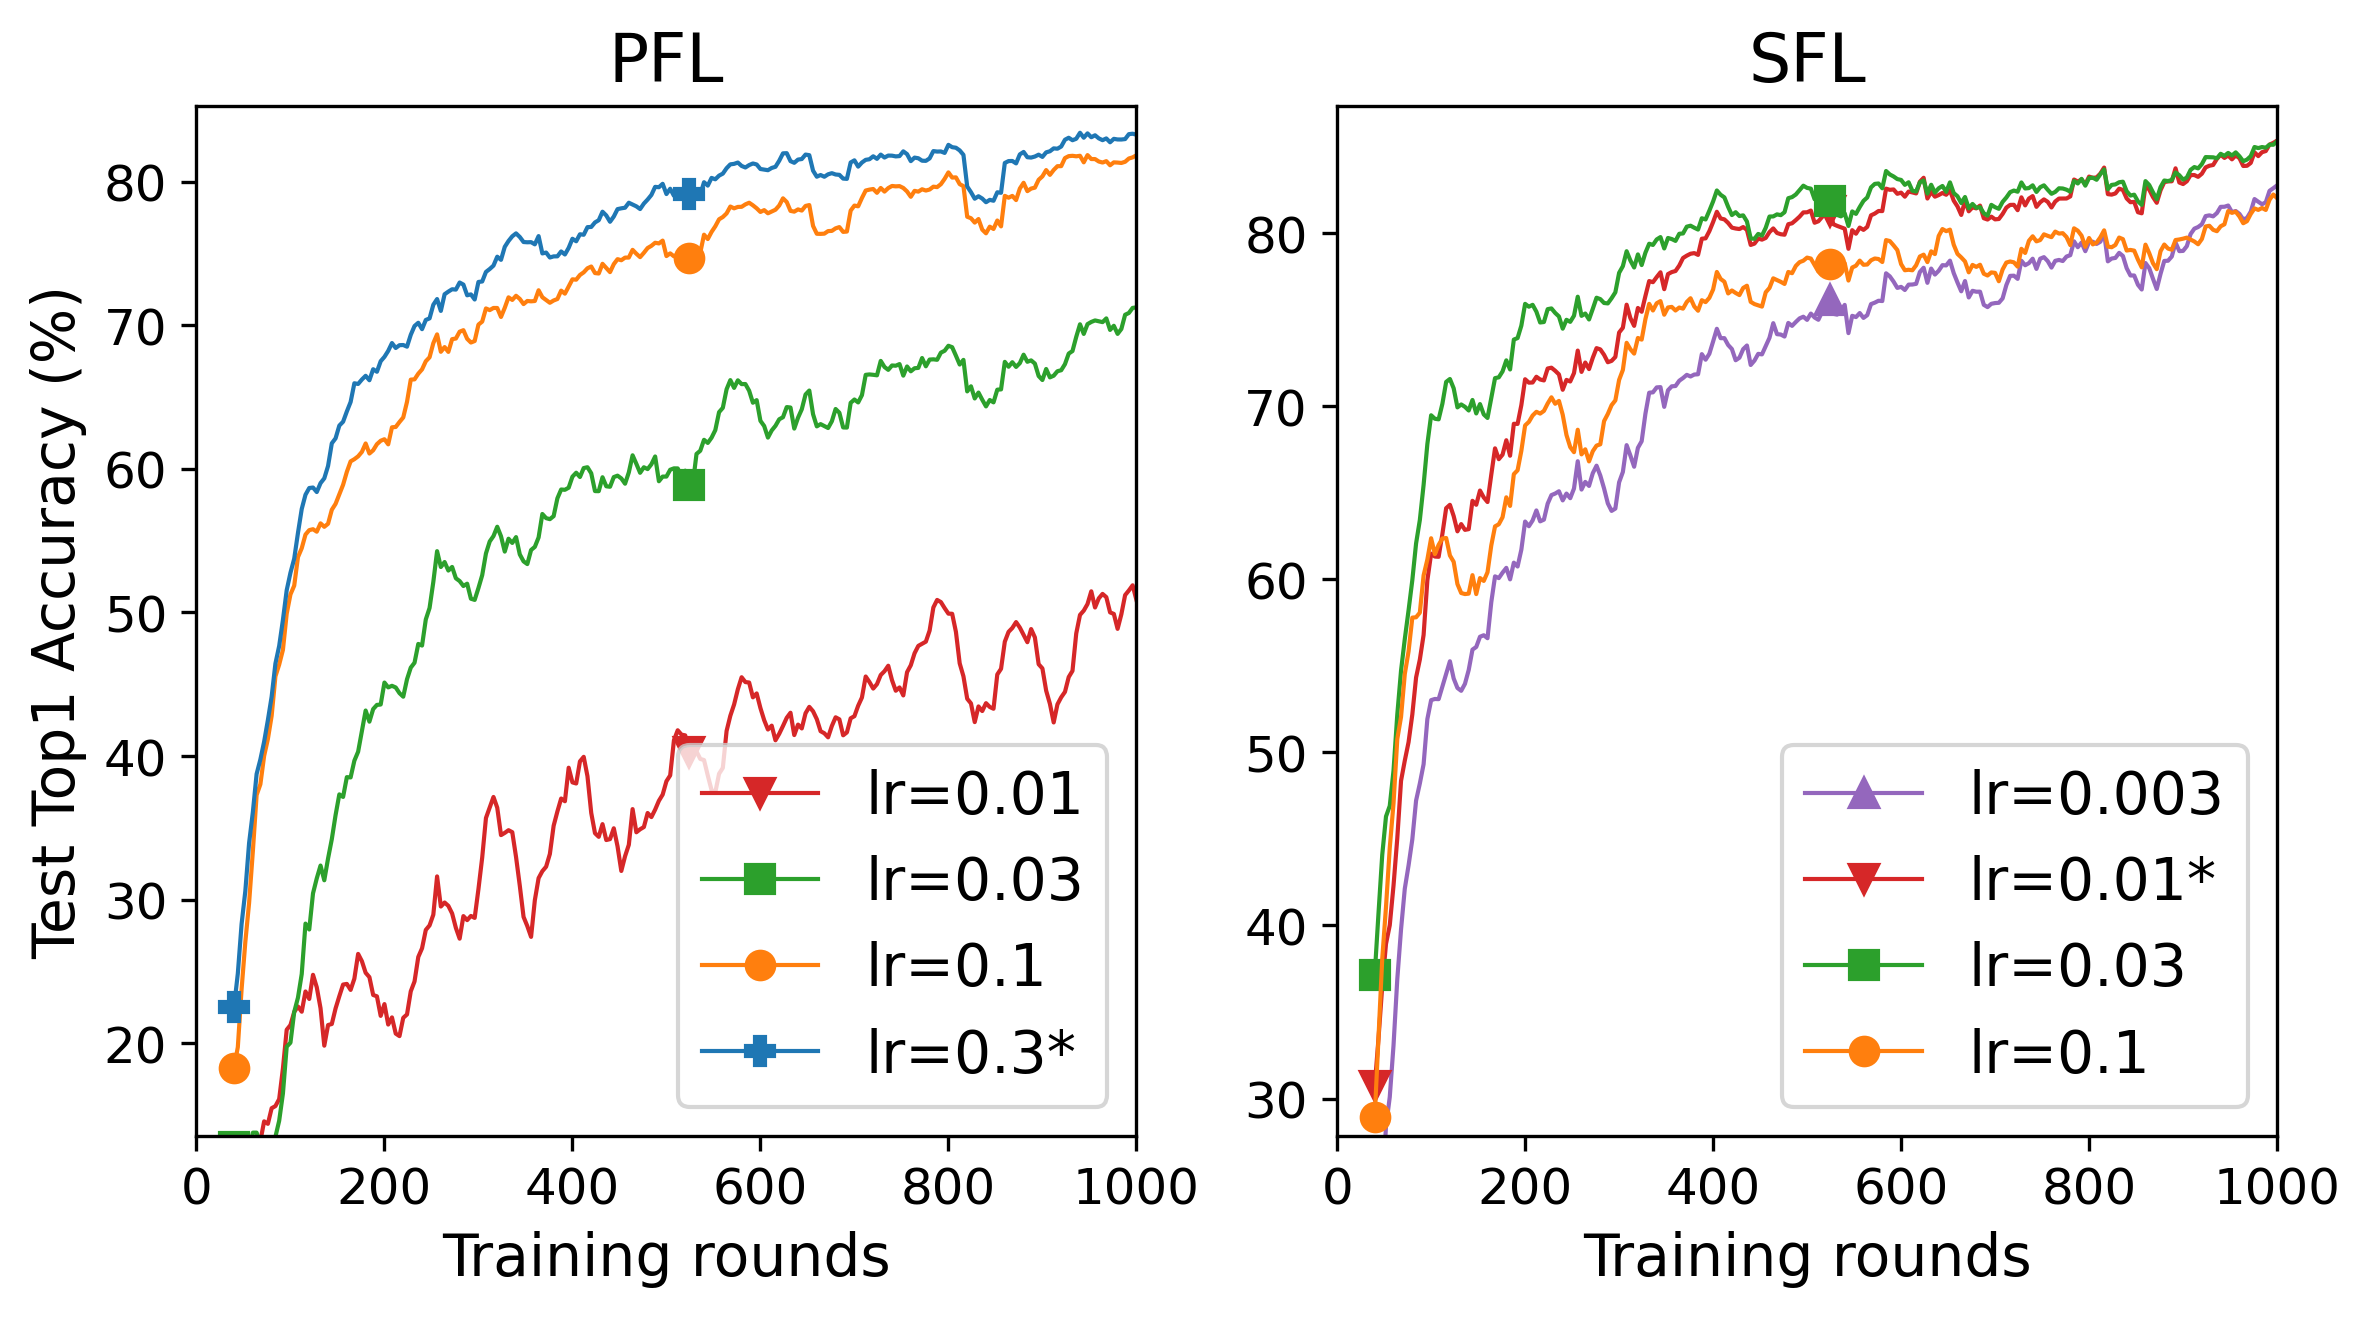 PFL
Test Top1 Accuracy (%)
80
70
60
50
40
30
20
lr=0.01
lr=0.03
lr=0.1
lr=0.3*
0 200 400 600 800 1000
Training rounds
SFL
80
70
60
50
40
30
lr=0.003
lr=0.01*
lr=0.03
lr=0.1
0 200 400 600 800 1000
Training rounds